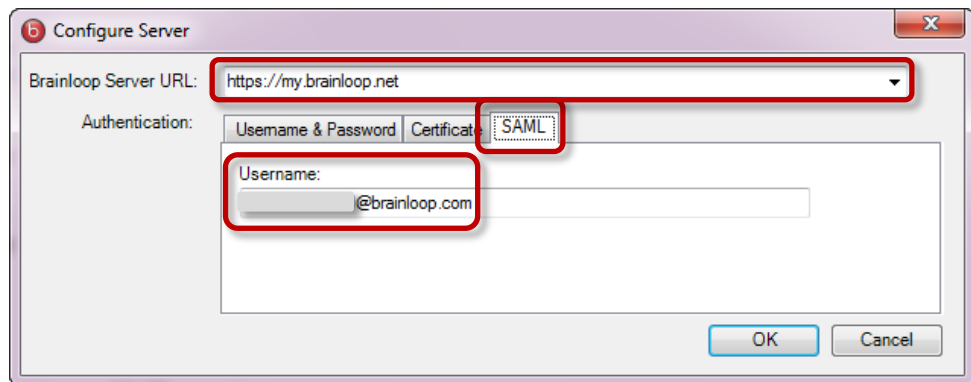 Configure Server
Brainloop Server URL: https://my.brainloop.net
Authentication: Username & Password Certificate SAML
Username:
@brainloop.com
OK Cancel